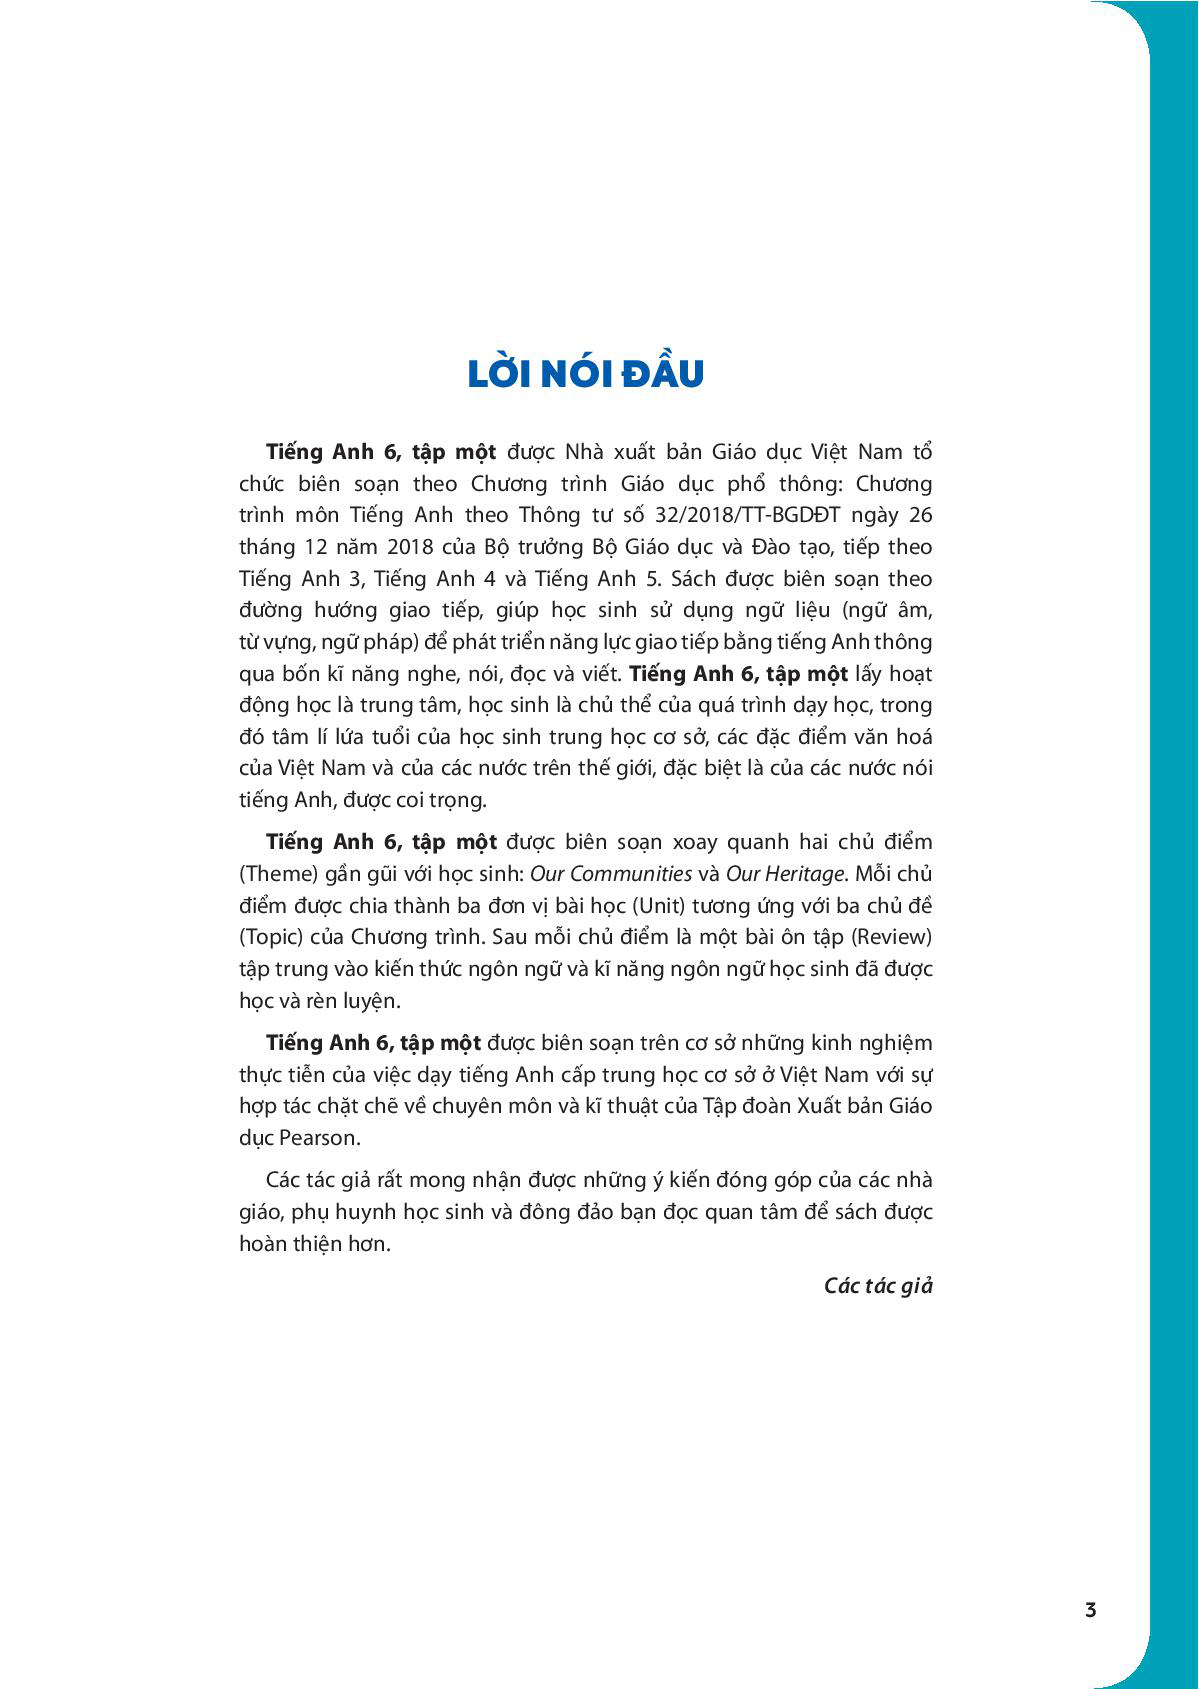 LỜI NÓI ĐẦU
Tiếng Anh 6, tập một được Nhà xuất bản Giáo dục Việt Nam tổ
chức biên soạn theo Chương trình Giáo dục phổ thông: Chương
trình môn Tiếng Anh theo Thông tư số 32/2018/TT-BGDĐT ngày 26
tháng 12 năm 2018 của Bộ trưởng Bộ Giáo dục và Đào tạo, tiếp theo
Tiếng Anh 3, Tiếng Anh 4 và Tiếng Anh 5. Sách được biên soạn theo
đường hướng giao tiếp, giúp học sinh sử dụng ngữ liệu (ngữ âm,
từ vựng, ngữ pháp) để phát triển năng lực giao tiếp bằng tiếng Anh thông
qua bốn kĩ năng nghe, nói, đọc và viết. Tiếng Anh 6, tập một lấy hoạt
động học là trung tâm, học sinh là chủ thể của quá trình dạy học, trong
đó tâm lí lứa tuổi của học sinh trung học cơ sở, các đặc điểm văn hoá
của Việt Nam và của các nước trên thế giới, đặc biệt là của các nước nói
tiếng Anh, được coi trọng.
Tiếng Anh 6, tập một được biên soạn xoay quanh hai chủ điểm
(Theme) gần gũi với học sinh: Our Communities và Our Heritage. Mỗi chủ
điểm được chia thành ba đơn vị bài học (Unit) tương ứng với ba chủ đề
(Topic) của Chương trình. Sau mỗi chủ điểm là một bài ôn tập (Review)
tập trung vào kiến thức ngôn ngữ và kĩ năng ngôn ngữ học sinh đã được
học và rèn luyện.
Tiếng Anh 6, tập một được biên soạn trên cơ sở những kinh nghiệm
thực tiễn của việc dạy tiếng Anh cấp trung học cơ sở ở Việt Nam với sự
hợp tác chặt chẽ về chuyên môn và kĩ thuật của Tập đoàn Xuất bản Giáo
dục Pearson.
Các tác giả rất mong nhận được những ý kiến đóng góp của các nhà
giáo, phụ huynh học sinh và đông đảo bạn đọc quan tâm để sách được
hoàn thiện hơn.
Các tác giả
3